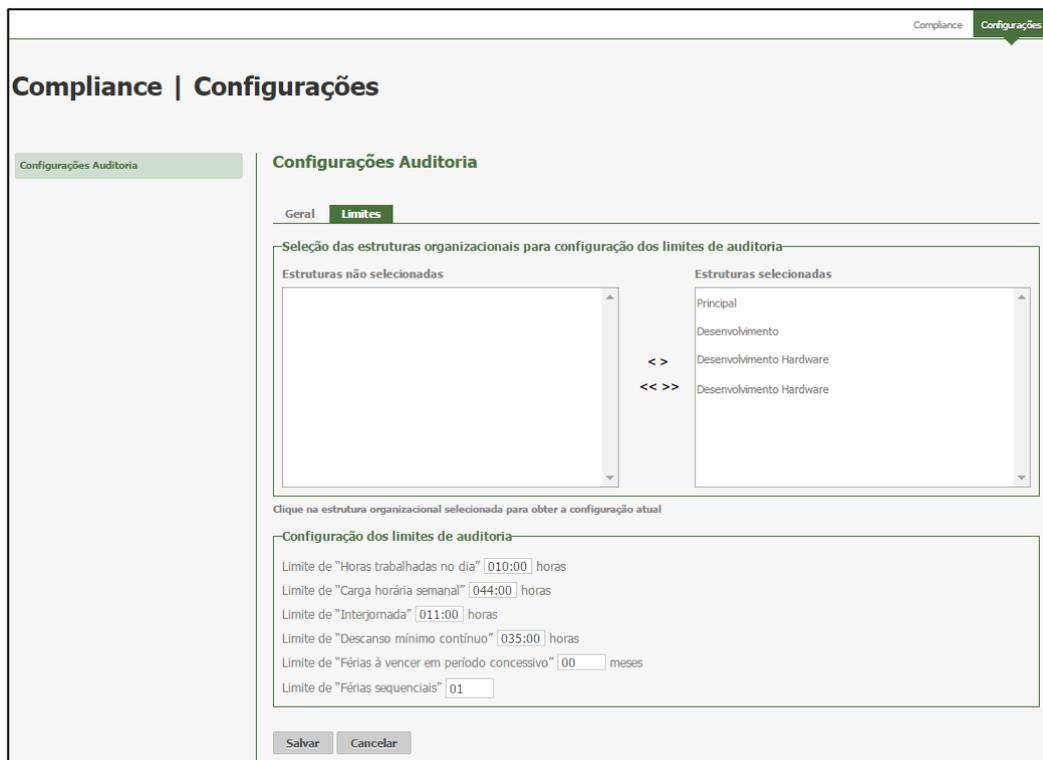 Compliance Configurações
Compliance | Configurações
Configurações Auditoria
Configurações Auditoria
Geral Limites
Seleção das estruturas organizacionais para configuração dos limites de auditoria
Estruturas não selecionadas
Estruturas selecionadas
Principal
Desenvolvimento
Desenvolvimento Hardware
Desenvolvimento Hardware
< >
<< >>
Clique na estrutura organizacional selecionada para obter a configuração atual
Configuração dos limites de auditoria
Limite de "Horas trabalhadas no dia" 010:00 horas
Limite de "Carga horária semanal" 044:00 horas
Limite de "Interjornada" 011:00 horas
Limite de "Descanso mínimo contínuo" 035:00 horas
Limite de "Férias à vencer em período concessivo" 00 meses
Limite de "Férias sequenciais" 01
Salvar Cancelar